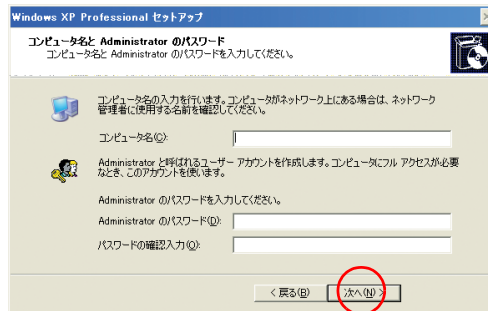 Windows XP Professional セットアップ
コンピュータ名と Administrator のパスワード
コンピュータ名と Administrator のパスワードを入力してください。
コンピュータ名の入力を行います。コンピュータがネットワーク上にある場合は、ネットワーク
管理者に使用する名前を確認してください。
コンピュータ名(C):
Administrator と呼ばれるユーザー アカウントを作成します。コンピュータにフル アクセスが必要
なとき、このアカウントを使います。
Administrator のパスワードを入力してください。
Administrator のパスワード(D):
パスワードの確認入力(O):
< 戻る(B)
次へ(N) >